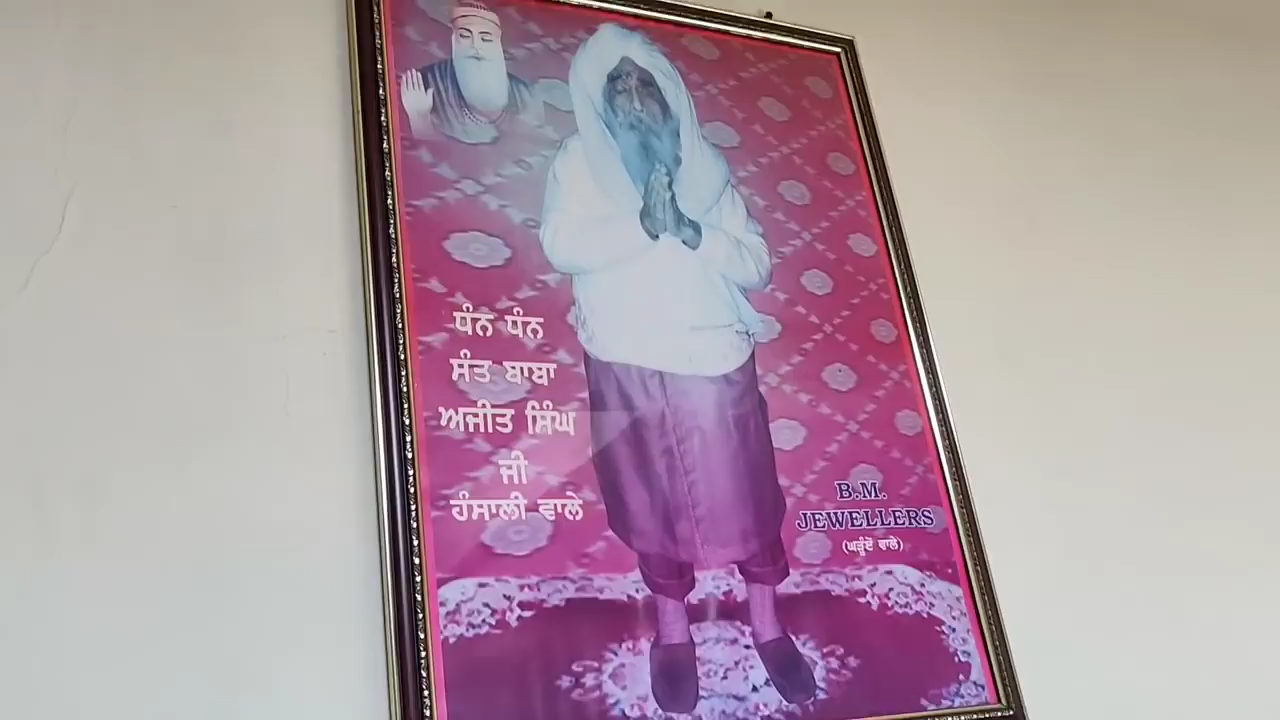 ਧੰਨ ਧੰਨ
ਸੰਤ ਬਾਬਾ
ਅਜੀਤ ਸਿੰਘ
ਜੀ
ਹੰਸਾਲੀ ਵਾਲੇ
B.M.
JEWELLERS
(ਘੜੂੰਏਂ ਵਾਲੇ)